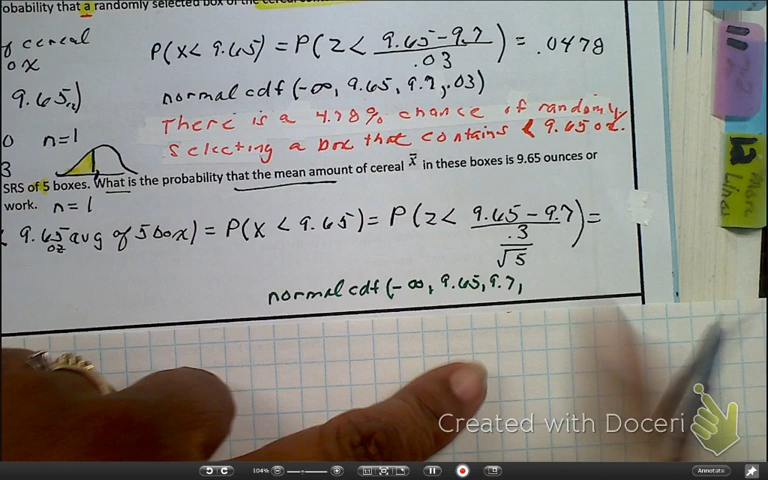 obability that a randomly selected box of the cereal
of cereal
ox
P(x< 9.65) = P(z< 9.65-9.7 / .03) = .0478
normalcdf(-∞, 9.65, 9.7, .03)
9.65
0 n=1
There is a 4.78% chance of randomly
selecting a box that contains < 9.65 oz.
3
SRS of 5 boxes. What is the probability that the mean amount of cereal x̄ in these boxes is 9.65 ounces or
work. n=1
< 9.65 oz avg of 5 box) = P(x < 9.65) = P(z< 9.65-9.7 / .3/√5) =
normalcdf(-∞, 9.65, 9.7,
Created with Doceri
104%
Annotate